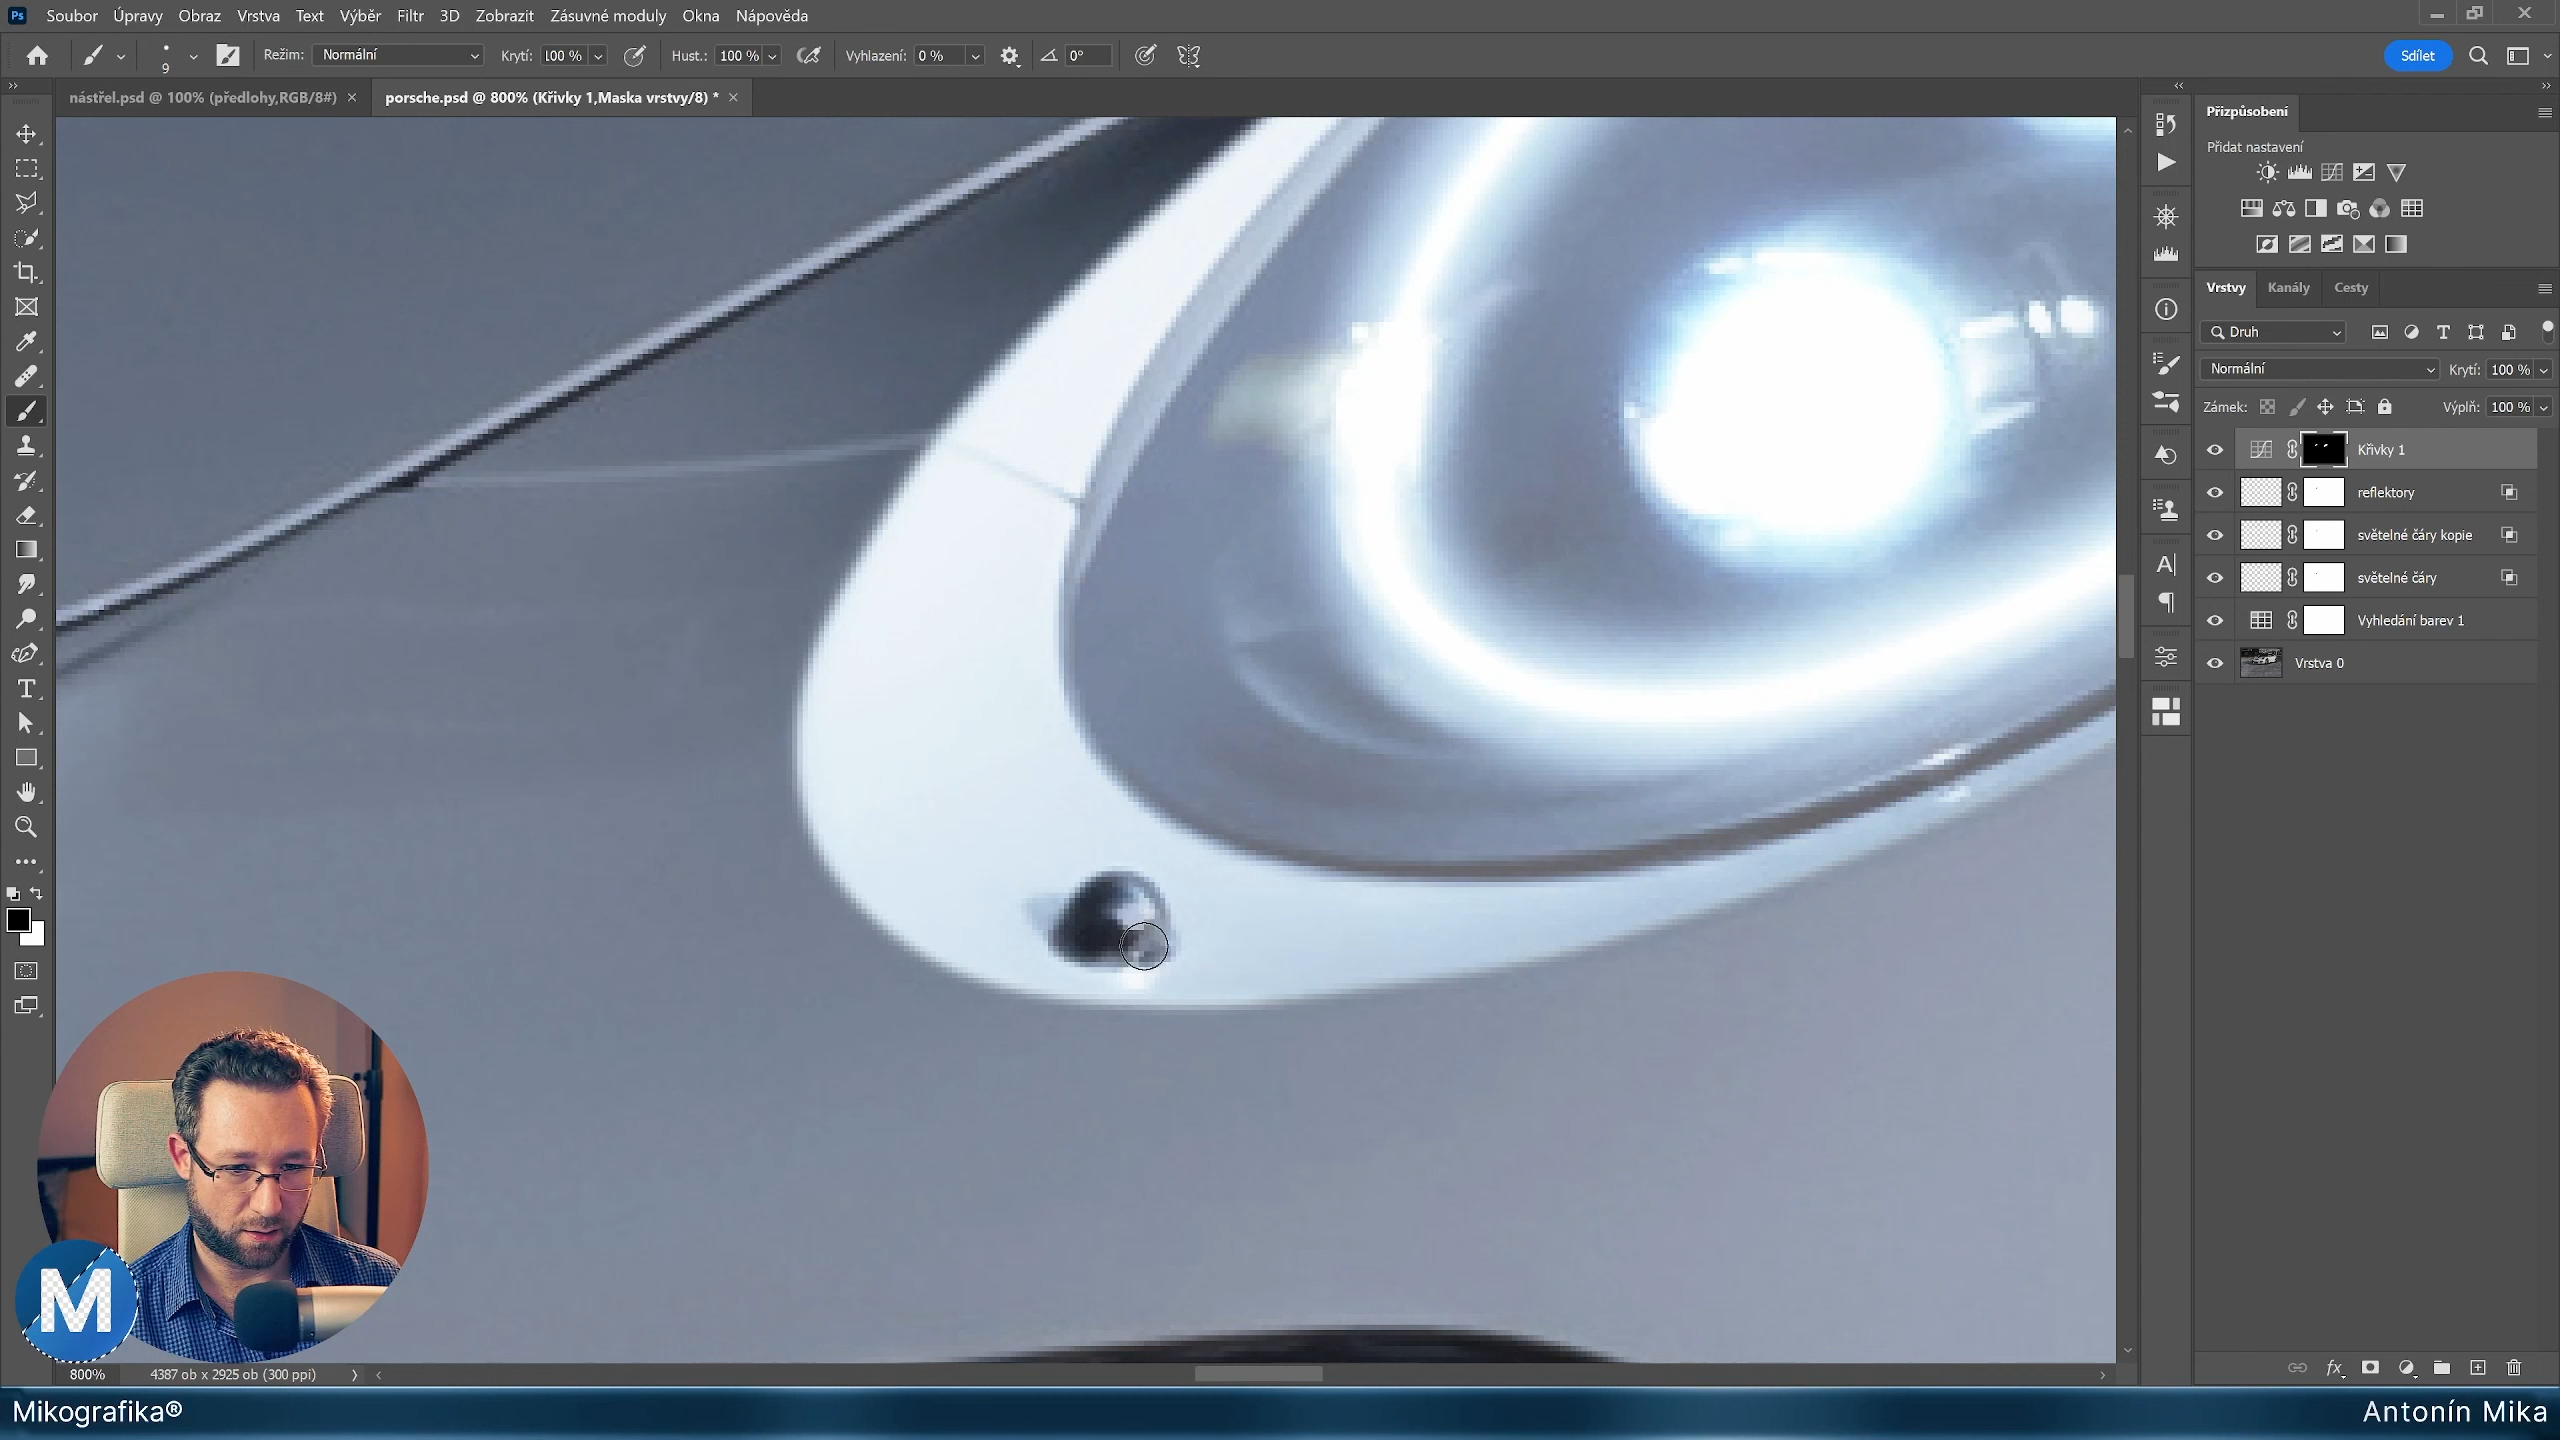 Ps Soubor Úpravy Obraz Vrstva Text Výběr Filtr 3D Zobrazit Zásuvné moduly Okna Nápověda
9 Režim: Normální Krytí: 100 % Hust.: 100 % Vyhlazení: 0 % 0° Sdílet
nástřel.psd @ 100% (předlohy,RGB/8#) × porsche.psd @ 800% (Křivky 1,Maska vrstvy/8) * ×
Přizpůsobení
Přidat nastavení
Vrstvy Kanály Cesty
Druh
Normální Krytí: 100 %
Zámek: Výplň: 100 %
Křivky 1
reflektory
světelné čáry kopie
světelné čáry
Vyhledání barev 1
Vrstva 0
M
800% 4387 ob x 2925 ob (300 ppi)
Mikografika® Antonín Mika